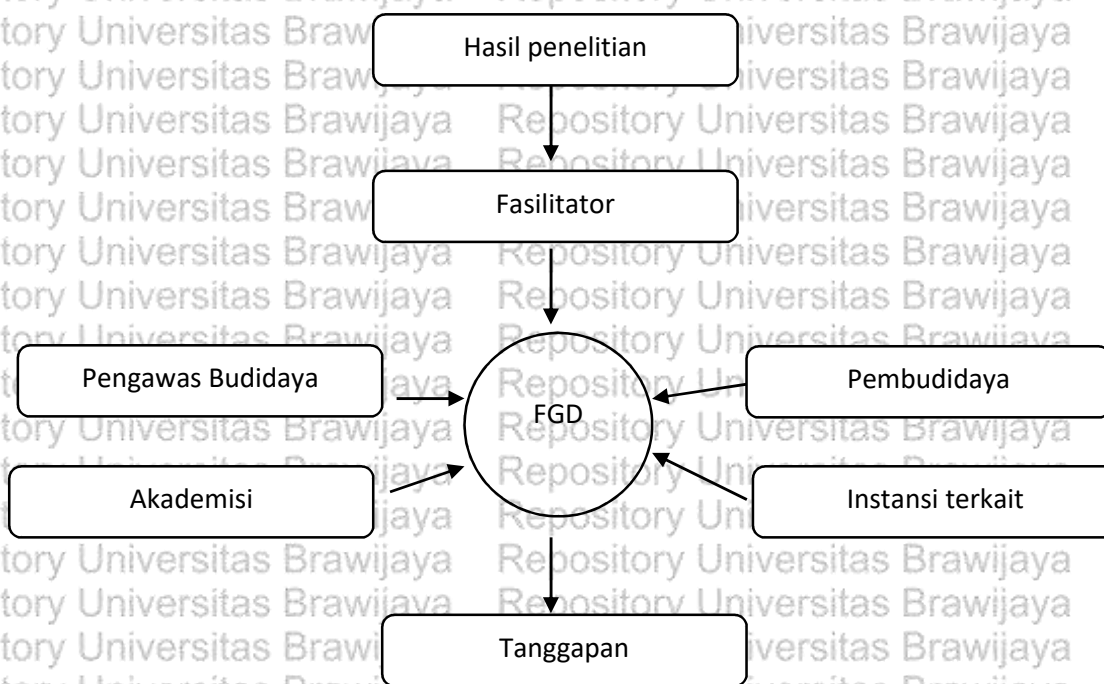 Hasil penelitian
Fasilitator
Pengawas Budidaya
Pembudidaya
FGD
Akademisi
Instansi terkait
Tanggapan